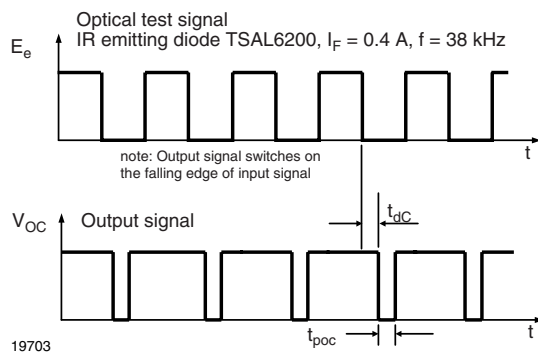 Optical test signal
IR emitting diode TSAL6200, IF = 0.4 A, f = 38 kHz
Ee
t
note: Output signal switches on
the falling edge of input signal
VOC
Output signal
tdC
t
tpoc
19703